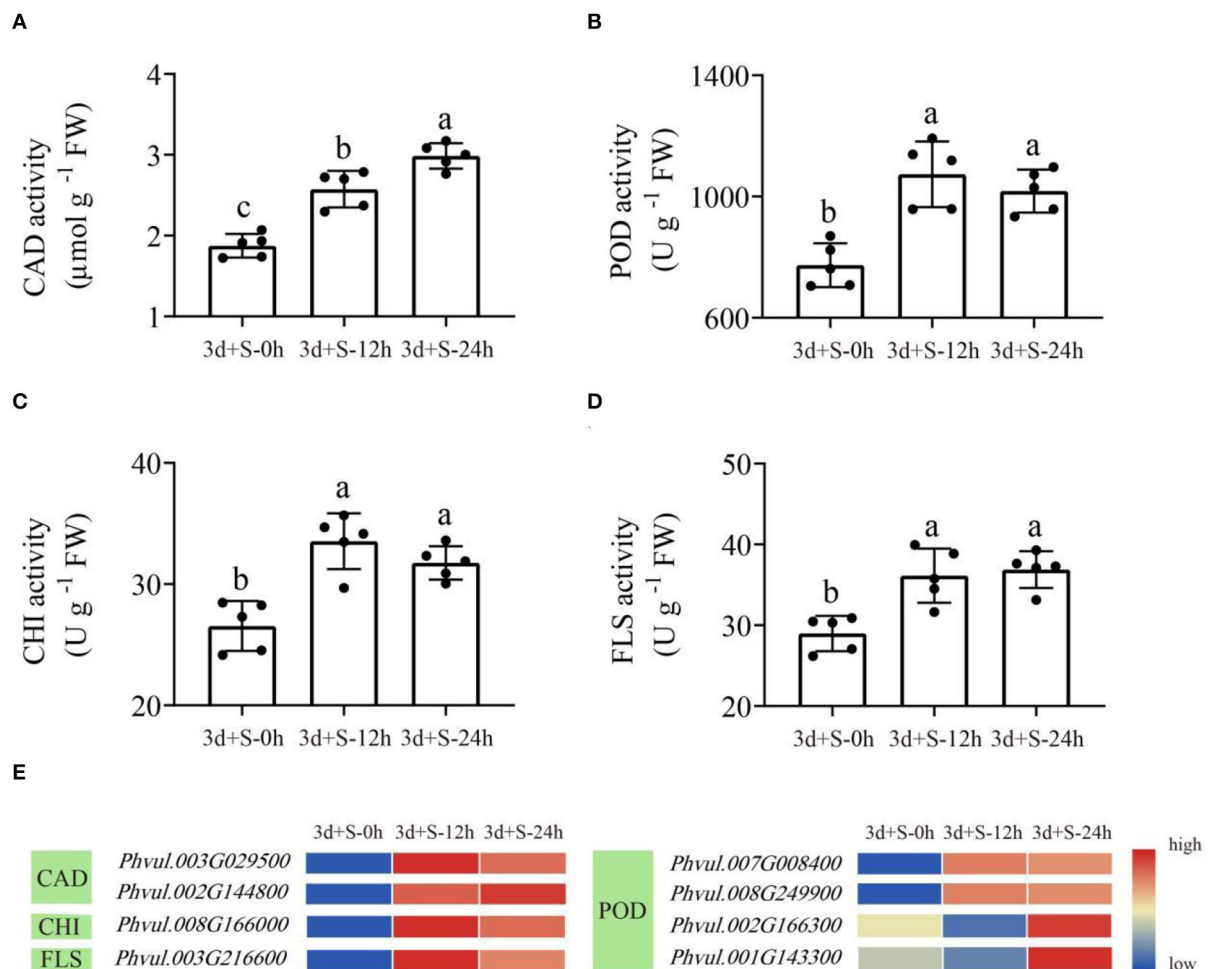 A
CAD activity
(μmol g -1 FW)
4
3
2
1
c
b
a
3d+S-0h 3d+S-12h 3d+S-24h
B
POD activity
(U g -1 FW)
1400
1000
600
b
a
a
3d+S-0h 3d+S-12h 3d+S-24h
C
CHI activity
(U g -1 FW)
40
30
20
b
a
a
3d+S-0h 3d+S-12h 3d+S-24h
D
FLS activity
(U g -1 FW)
50
40
30
20
b
a
a
3d+S-0h 3d+S-12h 3d+S-24h
E
3d+S-0h 3d+S-12h 3d+S-24h
CAD
Phvul.003G029500
Phvul.002G144800
CHI
Phvul.008G166000
FLS
Phvul.003G216600
3d+S-0h 3d+S-12h 3d+S-24h
POD
Phvul.007G008400
Phvul.008G249900
Phvul.002G166300
Phvul.001G143300
high
low